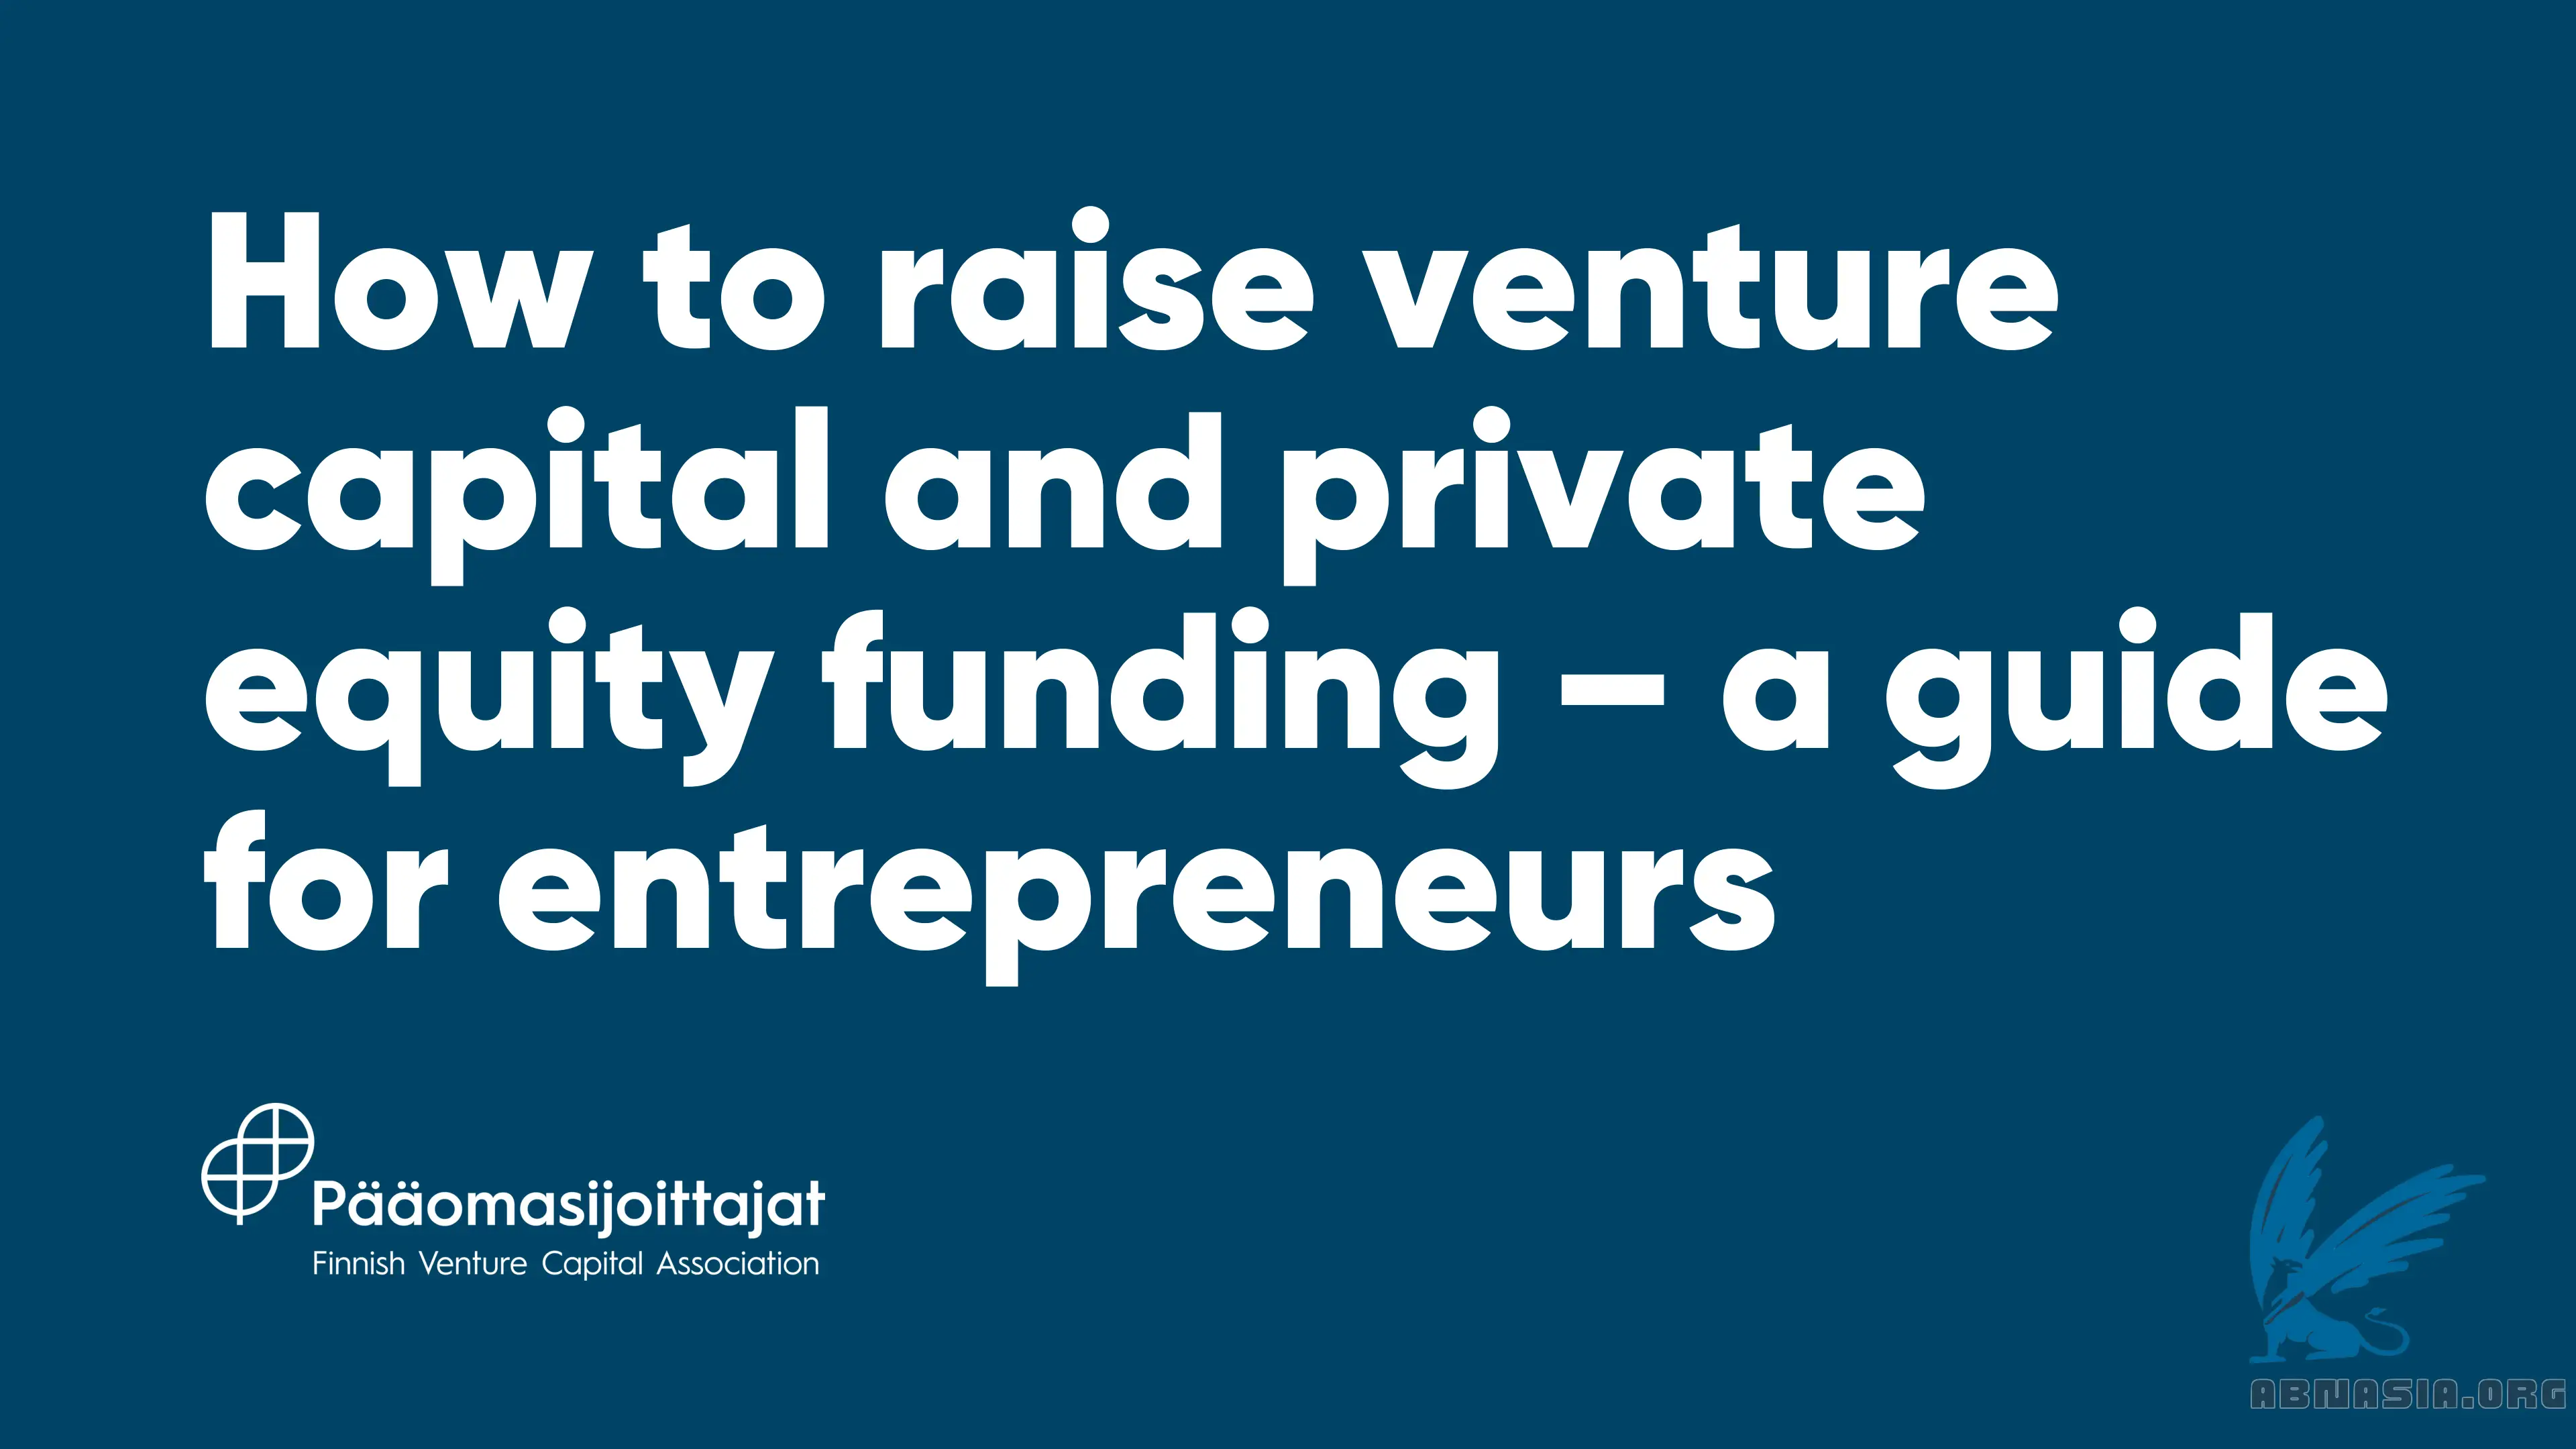 How to raise venture
capital and private
equity funding – a guide
for entrepreneurs
Pääomasijoittajat
Finnish Venture Capital Association
ABNASIA.ORG